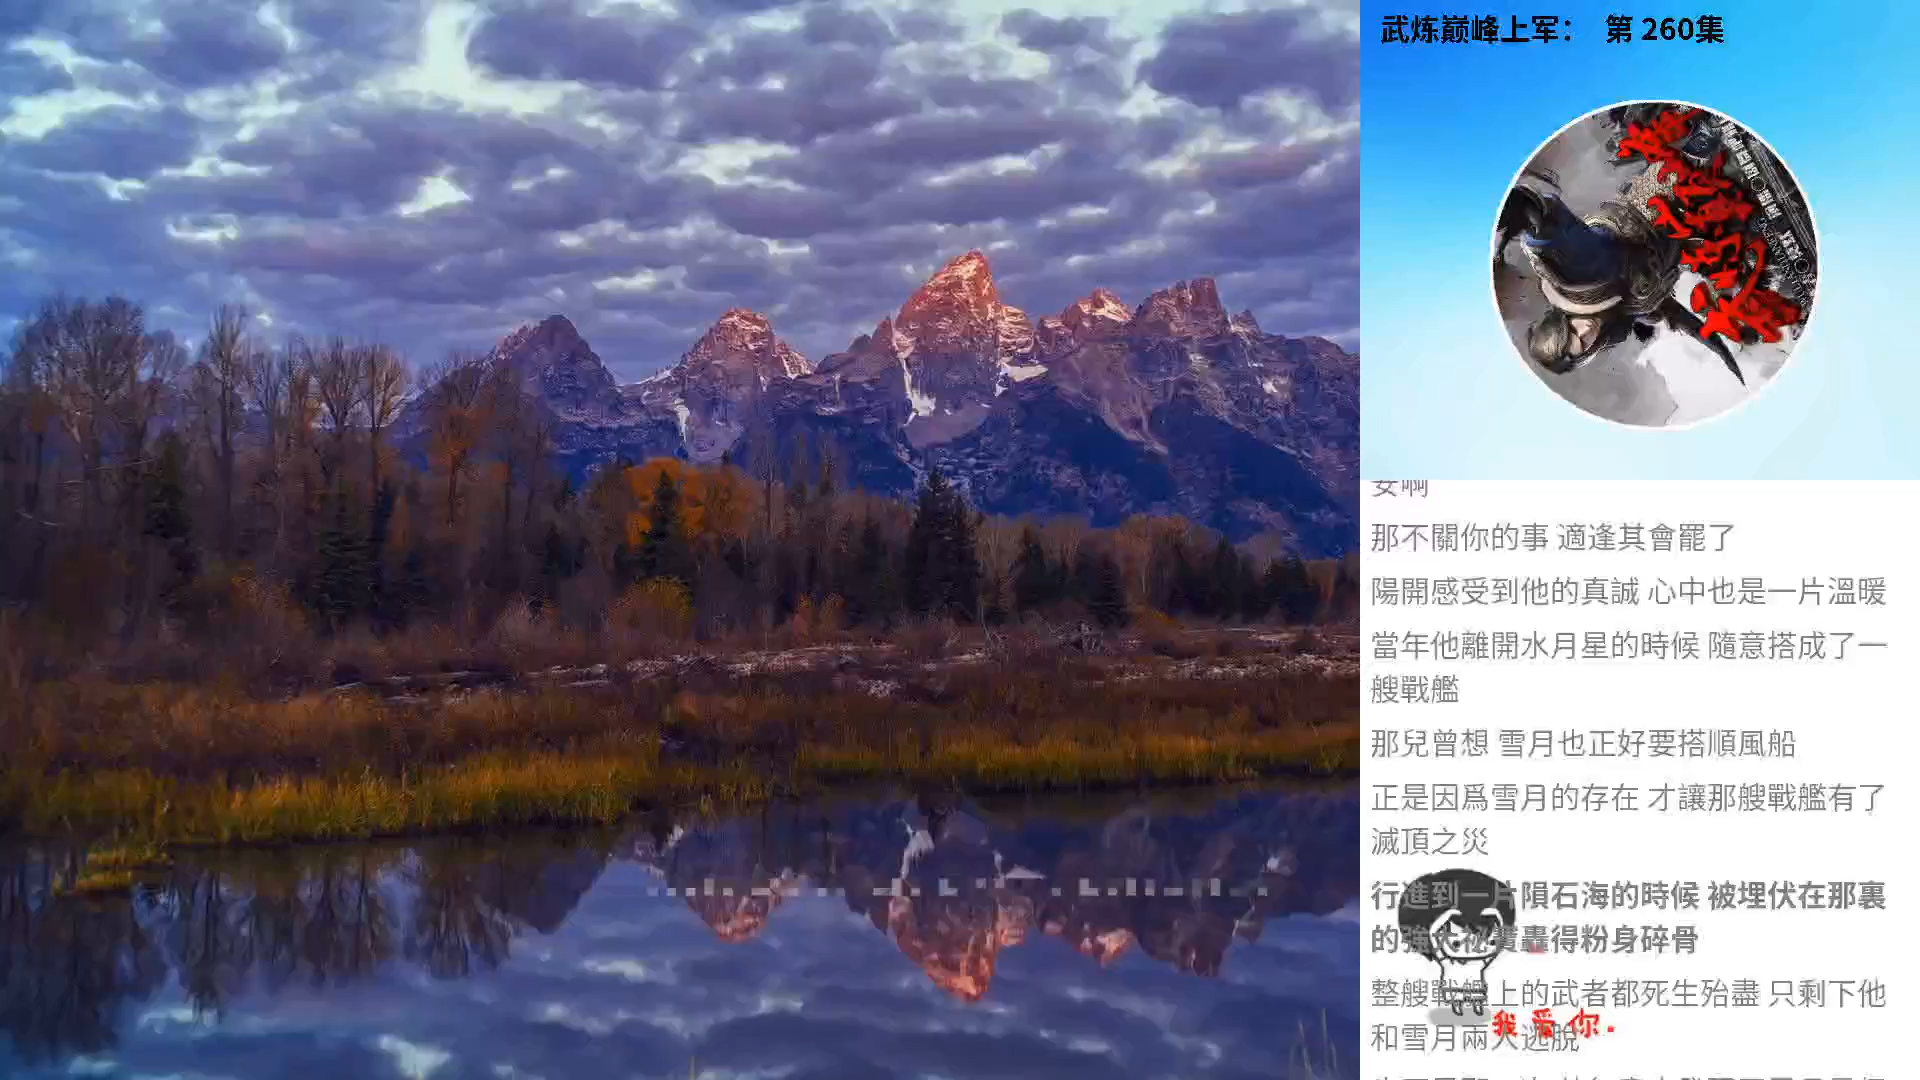 武炼巅峰上军： 第 260集
妥啊
那不關你的事 適逢其會罷了
陽開感受到他的真誠 心中也是一片溫暖
當年他離開水月星的時候 隨意搭成了一
艘戰艦
那兒曾想 雪月也正好要搭順風船
正是因爲雪月的存在 才讓那艘戰艦有了
滅頂之災
行進到一片隕石海的時候 被埋伏在那裏
的強大祕寶轟得粉身碎骨
整艘戰艦上的武者都死生殆盡 只剩下他
和雪月兩人逃脫
我爱你.